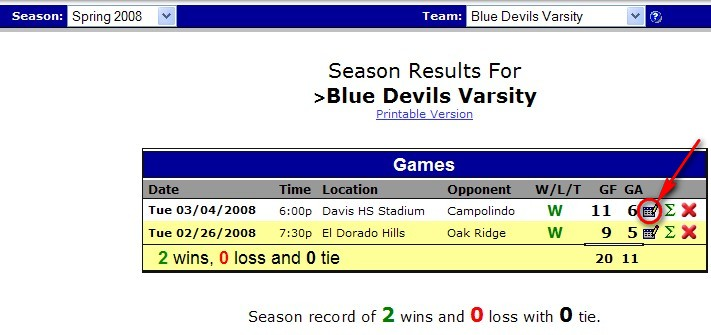 Season: Spring 2008 Team: Blue Devils Varsity ?
Season Results For
>Blue Devils Varsity
Printable Version
Games
Date Time Location Opponent W/L/T GF GA
Tue 03/04/2008 6:00p Davis HS Stadium Campolindo W 11 6 Σ
Tue 02/26/2008 7:30p El Dorado Hills Oak Ridge W 9 5 Σ
2 wins, 0 loss and 0 tie 20 11
Season record of 2 wins and 0 loss with 0 tie.